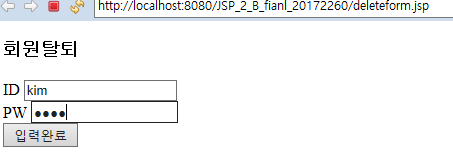 http://localhost:8080/JSP_2_B_fianl_20172260/deleteform.jsp
회원탈퇴
ID kim
PW ●●●●
입력완료